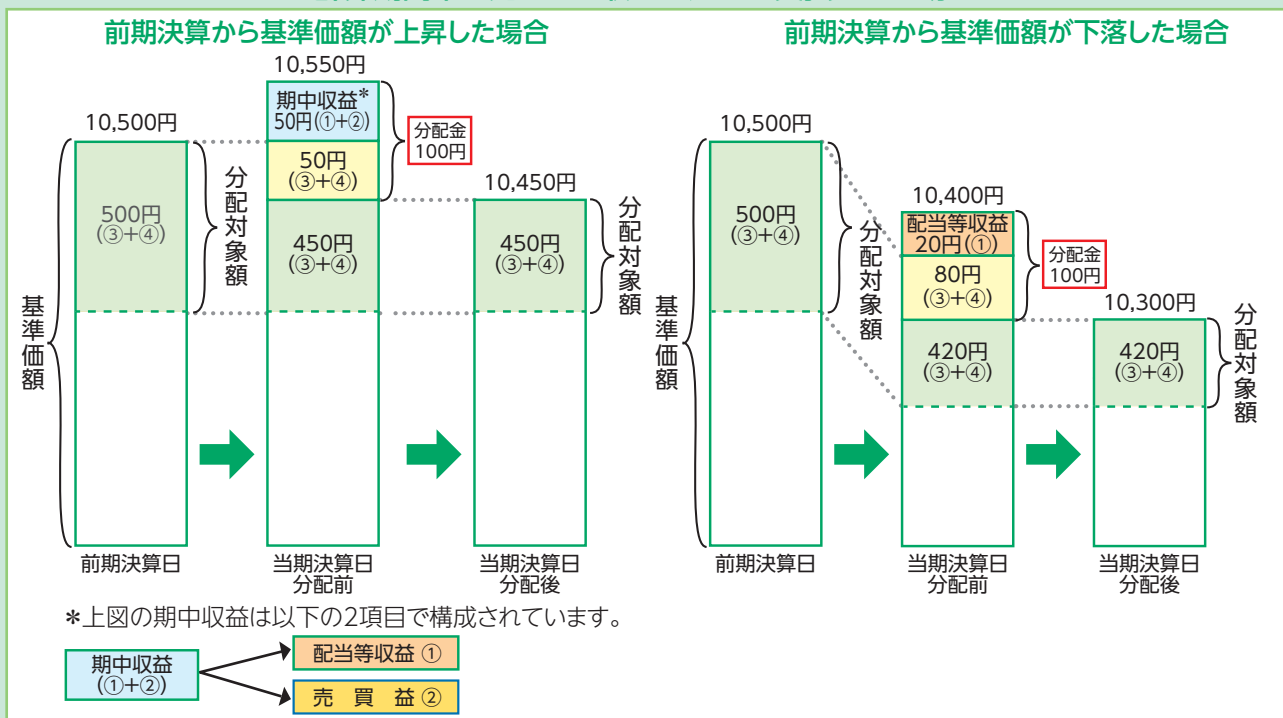 前期決算から基準価額が上昇した場合
10,500円
500円
(③+④)
分配対象額
基準価額
10,550円
期中収益*
50円(①+②)
50円
(③+④)
450円
(③+④)
分配金
100円
10,450円
450円
(③+④)
分配対象額
前期決算日
当期決算日
分配前
当期決算日
分配後
前期決算から基準価額が下落した場合
10,500円
500円
(③+④)
分配対象額
基準価額
10,400円
配当等収益
20円(①)
80円
(③+④)
420円
(③+④)
分配金
100円
10,300円
420円
(③+④)
分配対象額
前期決算日
当期決算日
分配前
当期決算日
分配後
*上図の期中収益は以下の2項目で構成されています。
期中収益
(①+②)
配当等収益 ①
売 買 益 ②